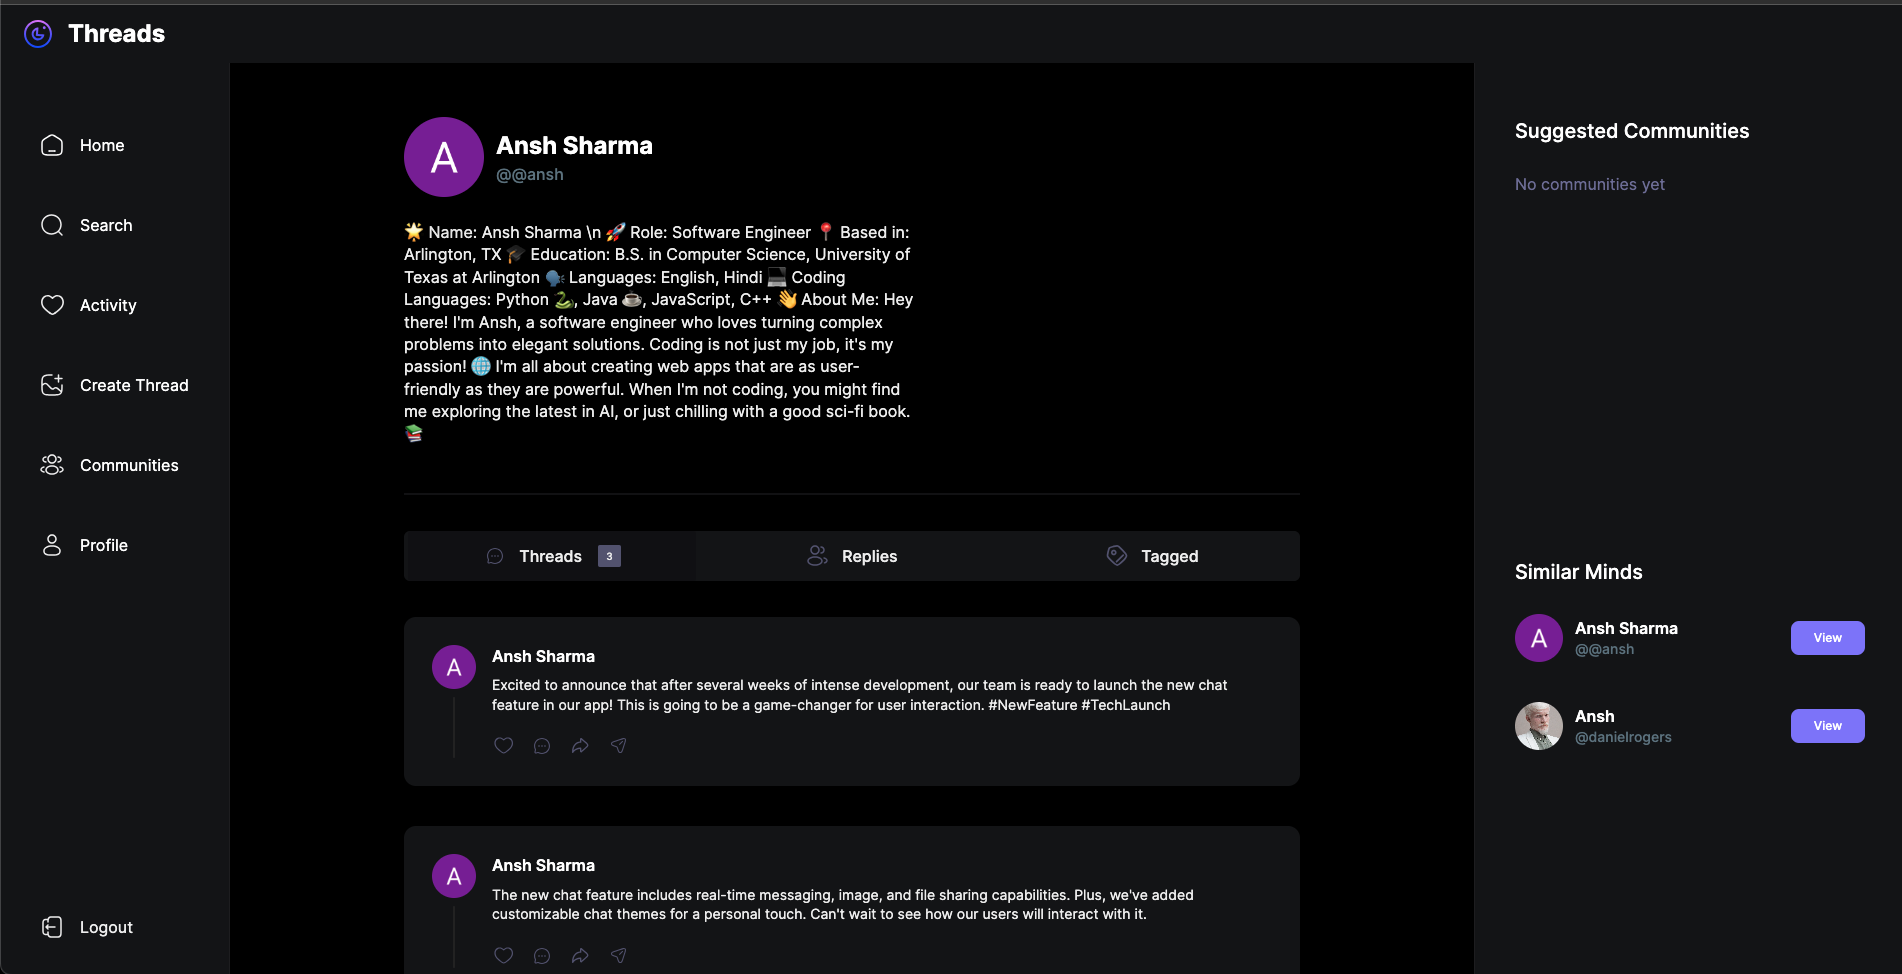 Threads
Home
Search
Activity
Create Thread
Communities
Profile
Logout
A
Ansh Sharma
@@ansh
🌟 Name: Ansh Sharma \n 🚀 Role: Software Engineer 📍 Based in:
Arlington, TX 🎓 Education: B.S. in Computer Science, University of
Texas at Arlington 🗣️ Languages: English, Hindi 💻 Coding
Languages: Python 🐍, Java ☕, JavaScript, C++ 👋 About Me: Hey
there! I'm Ansh, a software engineer who loves turning complex
problems into elegant solutions. Coding is not just my job, it's my
passion! 🌐 I'm all about creating web apps that are as user-
friendly as they are powerful. When I'm not coding, you might find
me exploring the latest in AI, or just chilling with a good sci-fi book.
📚
Threads 3
Replies
Tagged
A
Ansh Sharma
Excited to announce that after several weeks of intense development, our team is ready to launch the new chat
feature in our app! This is going to be a game-changer for user interaction. #NewFeature #TechLaunch
A
Ansh Sharma
The new chat feature includes real-time messaging, image, and file sharing capabilities. Plus, we've added
customizable chat themes for a personal touch. Can't wait to see how our users will interact with it.
Suggested Communities
No communities yet
Similar Minds
A
Ansh Sharma
@@ansh
View
Ansh
@danielrogers
View